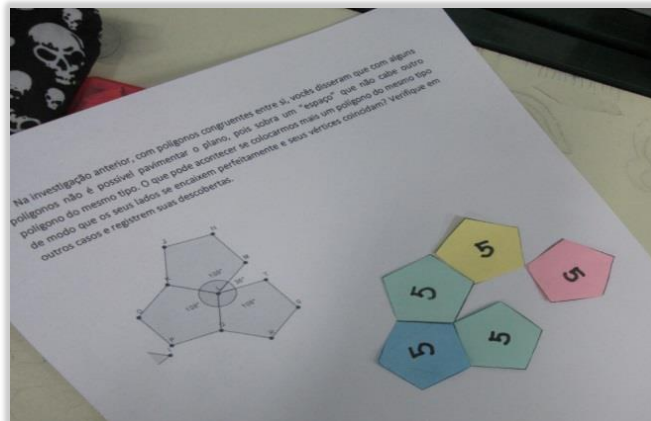 Na investigação anterior, com polígonos congruentes entre si, vocês disseram que com alguns
polígonos não é possível pavimentar o plano, pois sobra um "espaço" que não cabe outro
polígono do mesmo tipo. O que pode acontecer se colocarmos mais um polígono do mesmo tipo
de modo que os seus lados se encaixem perfeitamente e seus vértices coincidam? Verifique em
outros casos e registrem suas descobertas.
5
5
5
5
5